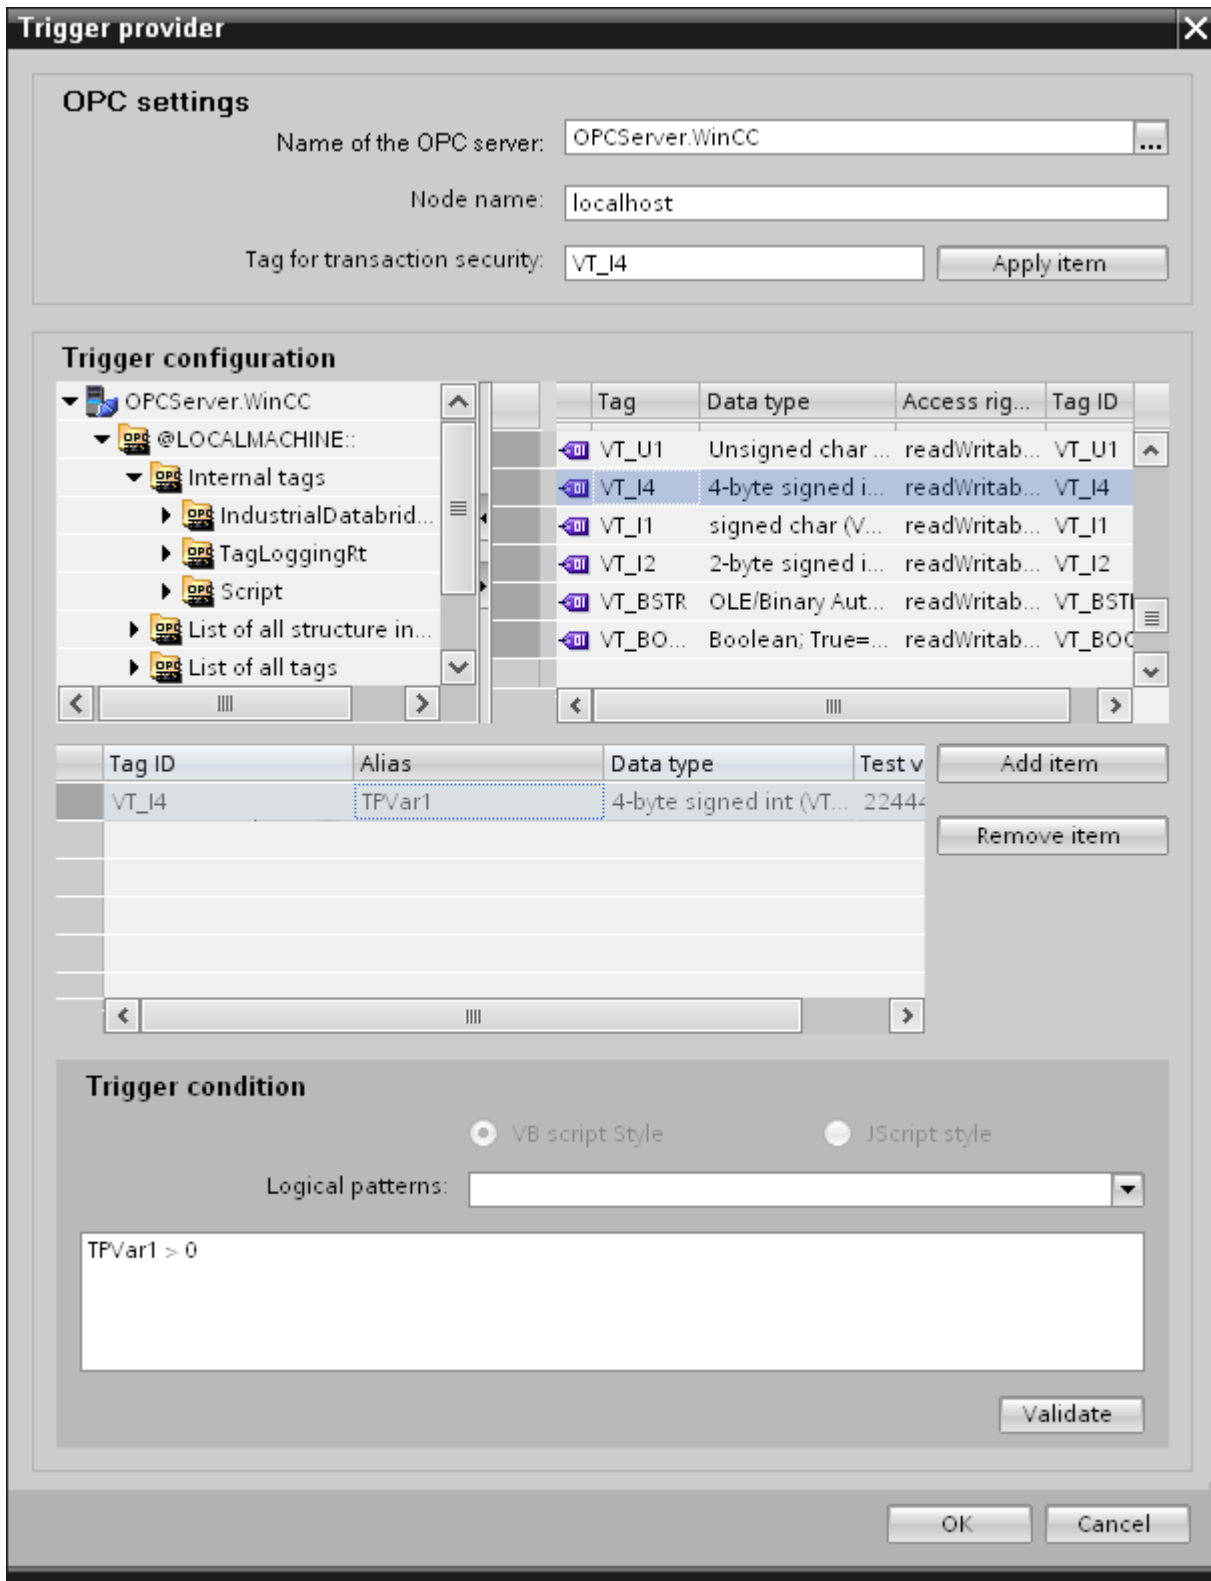 Trigger provider
OPC settings
Name of the OPC server: OPCServer.WinCC ...
Node name: localhost
Tag for transaction security: VT_I4 Apply item
Trigger configuration
OPCServer.WinCC
@LOCALMACHINE::
Internal tags
IndustrialDatabrid...
TagLoggingRt
Script
List of all structure in...
List of all tags
Tag Data type Access rig... Tag ID
VT_U1 Unsigned char ... readWritab... VT_U1
VT_I4 4-byte signed i... readWritab... VT_I4
VT_I1 signed char (V... readWritab... VT_I1
VT_I2 2-byte signed i... readWritab... VT_I2
VT_BSTR OLE/Binary Aut... readWritab... VT_BST
VT_BO... Boolean; True=... readWritab... VT_BOO
Tag ID Alias Data type Test v
VT_I4 TPVar1 4-byte signed int (VT... 22444
Add item
Remove item
Trigger condition
VB script Style JScript style
Logical patterns:
TPVar1 > 0
Validate
OK Cancel